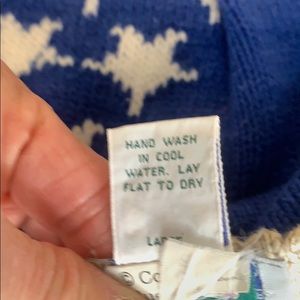 HAND WASH
IN COOL
WATER. LAY
FLAT TO DRY
©